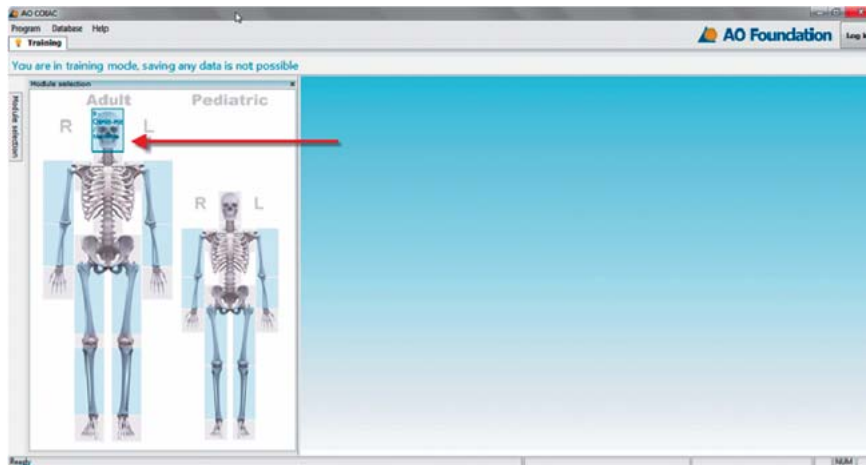 AO COIAC
Program Database Help
Training
AO Foundation
Log i
You are in training mode, saving any data is not possible
Module selection
Module selection
Adult
Pediatric
R L
R L
Ready
NUM